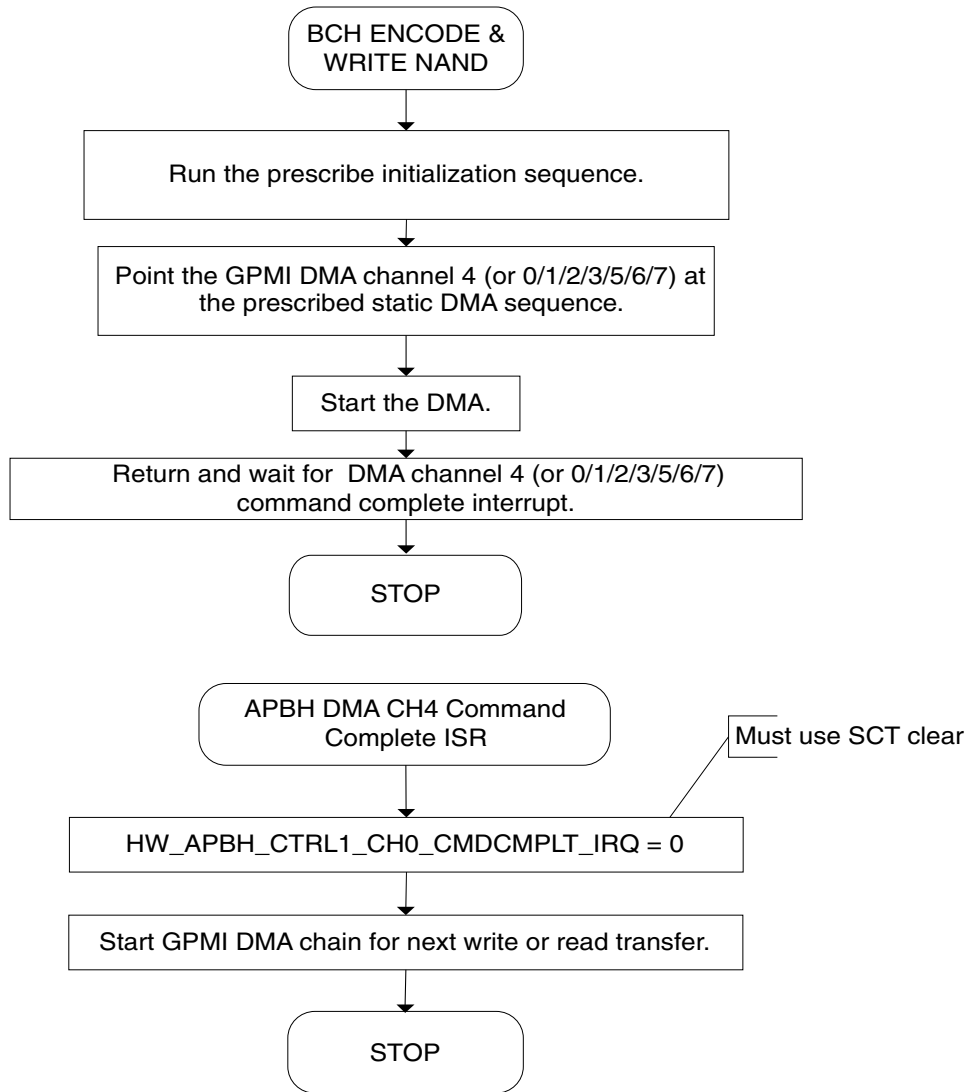 BCH ENCODE &
WRITE NAND
Run the prescribe initialization sequence.
Point the GPMI DMA channel 4 (or 0/1/2/3/5/6/7) at
the prescribed static DMA sequence.
Start the DMA.
Return and wait for DMA channel 4 (or 0/1/2/3/5/6/7)
command complete interrupt.
STOP
APBH DMA CH4 Command
Complete ISR
Must use SCT clear
HW_APBH_CTRL1_CH0_CMDCMPLT_IRQ = 0
Start GPMI DMA chain for next write or read transfer.
STOP